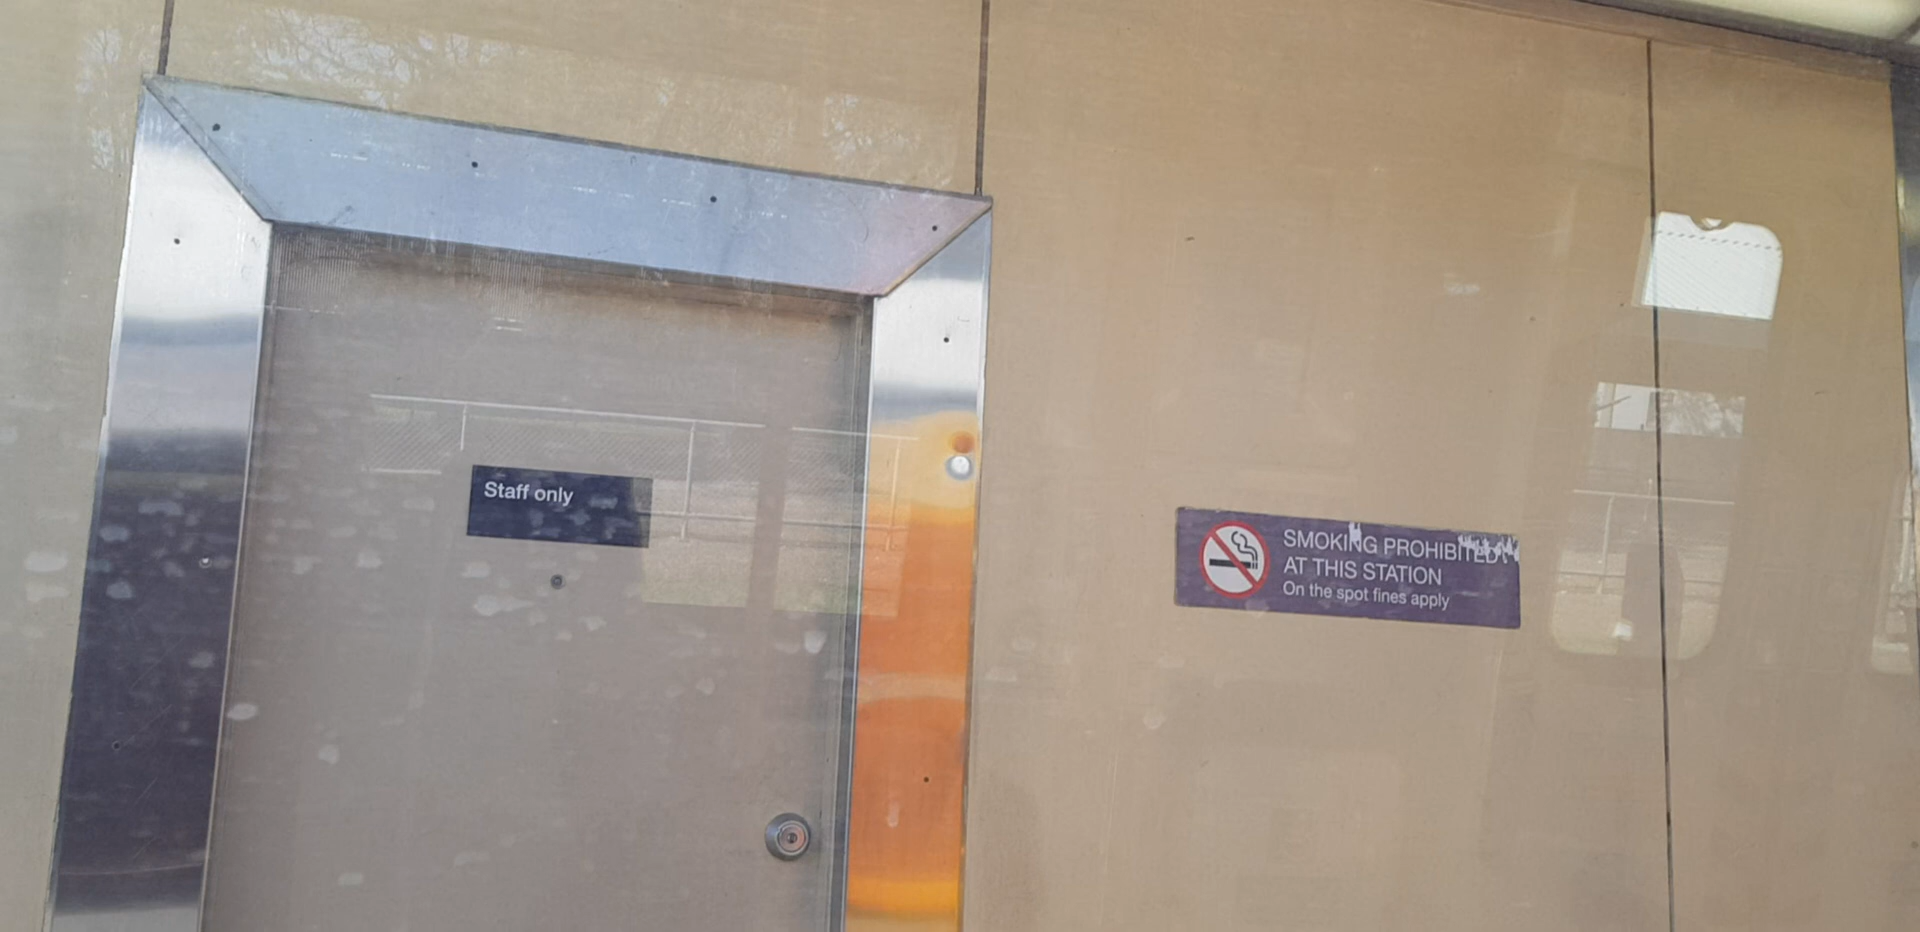 Staff only
SMOKING PROHIBITED
AT THIS STATION
On the spot fines apply